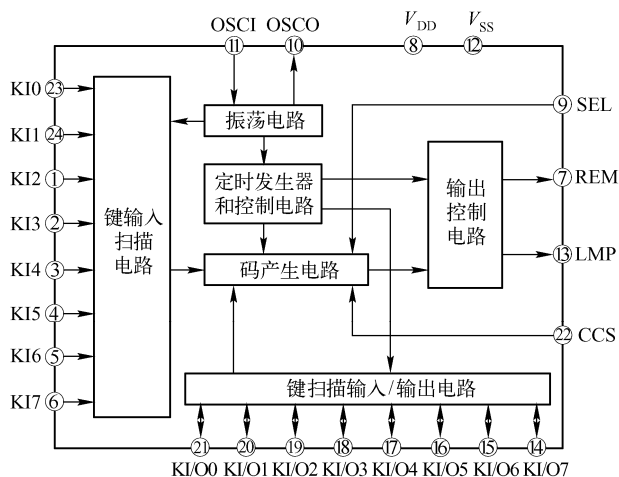 OSCI OSCO V_DD V_SS
⑪ ⑩ ⑧ ⑫
KI0 ㉓
KI1 ㉔
KI2 ①
KI3 ②
KI4 ③
KI5 ④
KI6 ⑤
KI7 ⑥
键输入
扫描
电路
振荡电路
定时发生器
和控制电路
码产生电路
输出
控制
电路
⑨ SEL
⑦ REM
⑬ LMP
㉒ CCS
键扫描输入/输出电路
㉑ ⑳ ⑲ ⑱ ⑰ ⑯ ⑮ ⑭
KI/O0 KI/O1 KI/O2 KI/O3 KI/O4 KI/O5 KI/O6 KI/O7